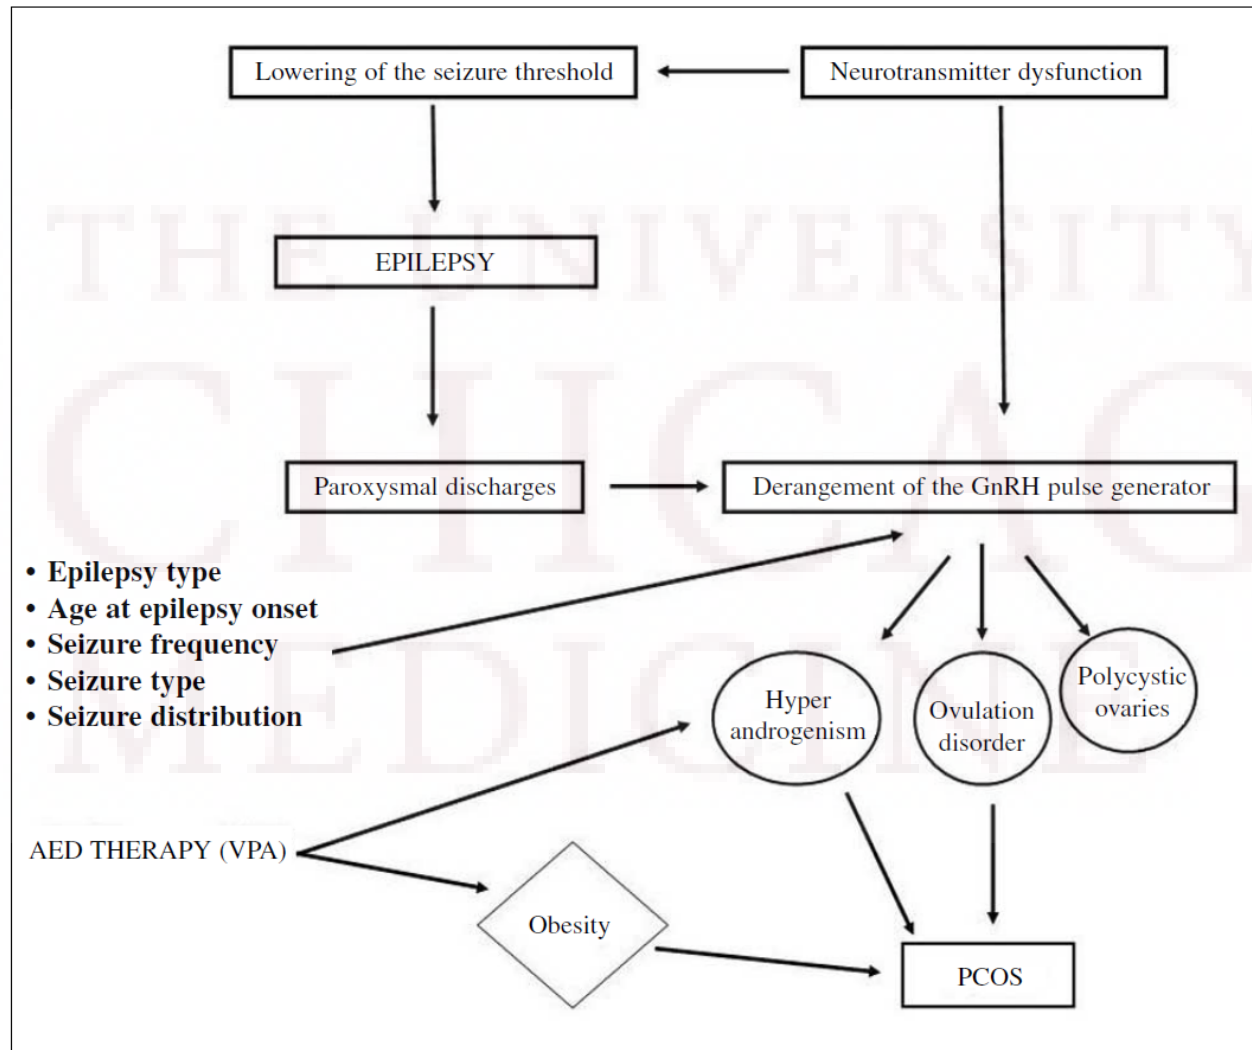 Lowering of the seizure threshold
Neurotransmitter dysfunction
EPILEPSY
Paroxysmal discharges
Derangement of the GnRH pulse generator
• Epilepsy type
• Age at epilepsy onset
• Seizure frequency
• Seizure type
• Seizure distribution
Hyper
androgenism
Ovulation
disorder
Polycystic
ovaries
AED THERAPY (VPA)
Obesity
PCOS
THE UNIVERSITY
CHICAG
MEDICINE